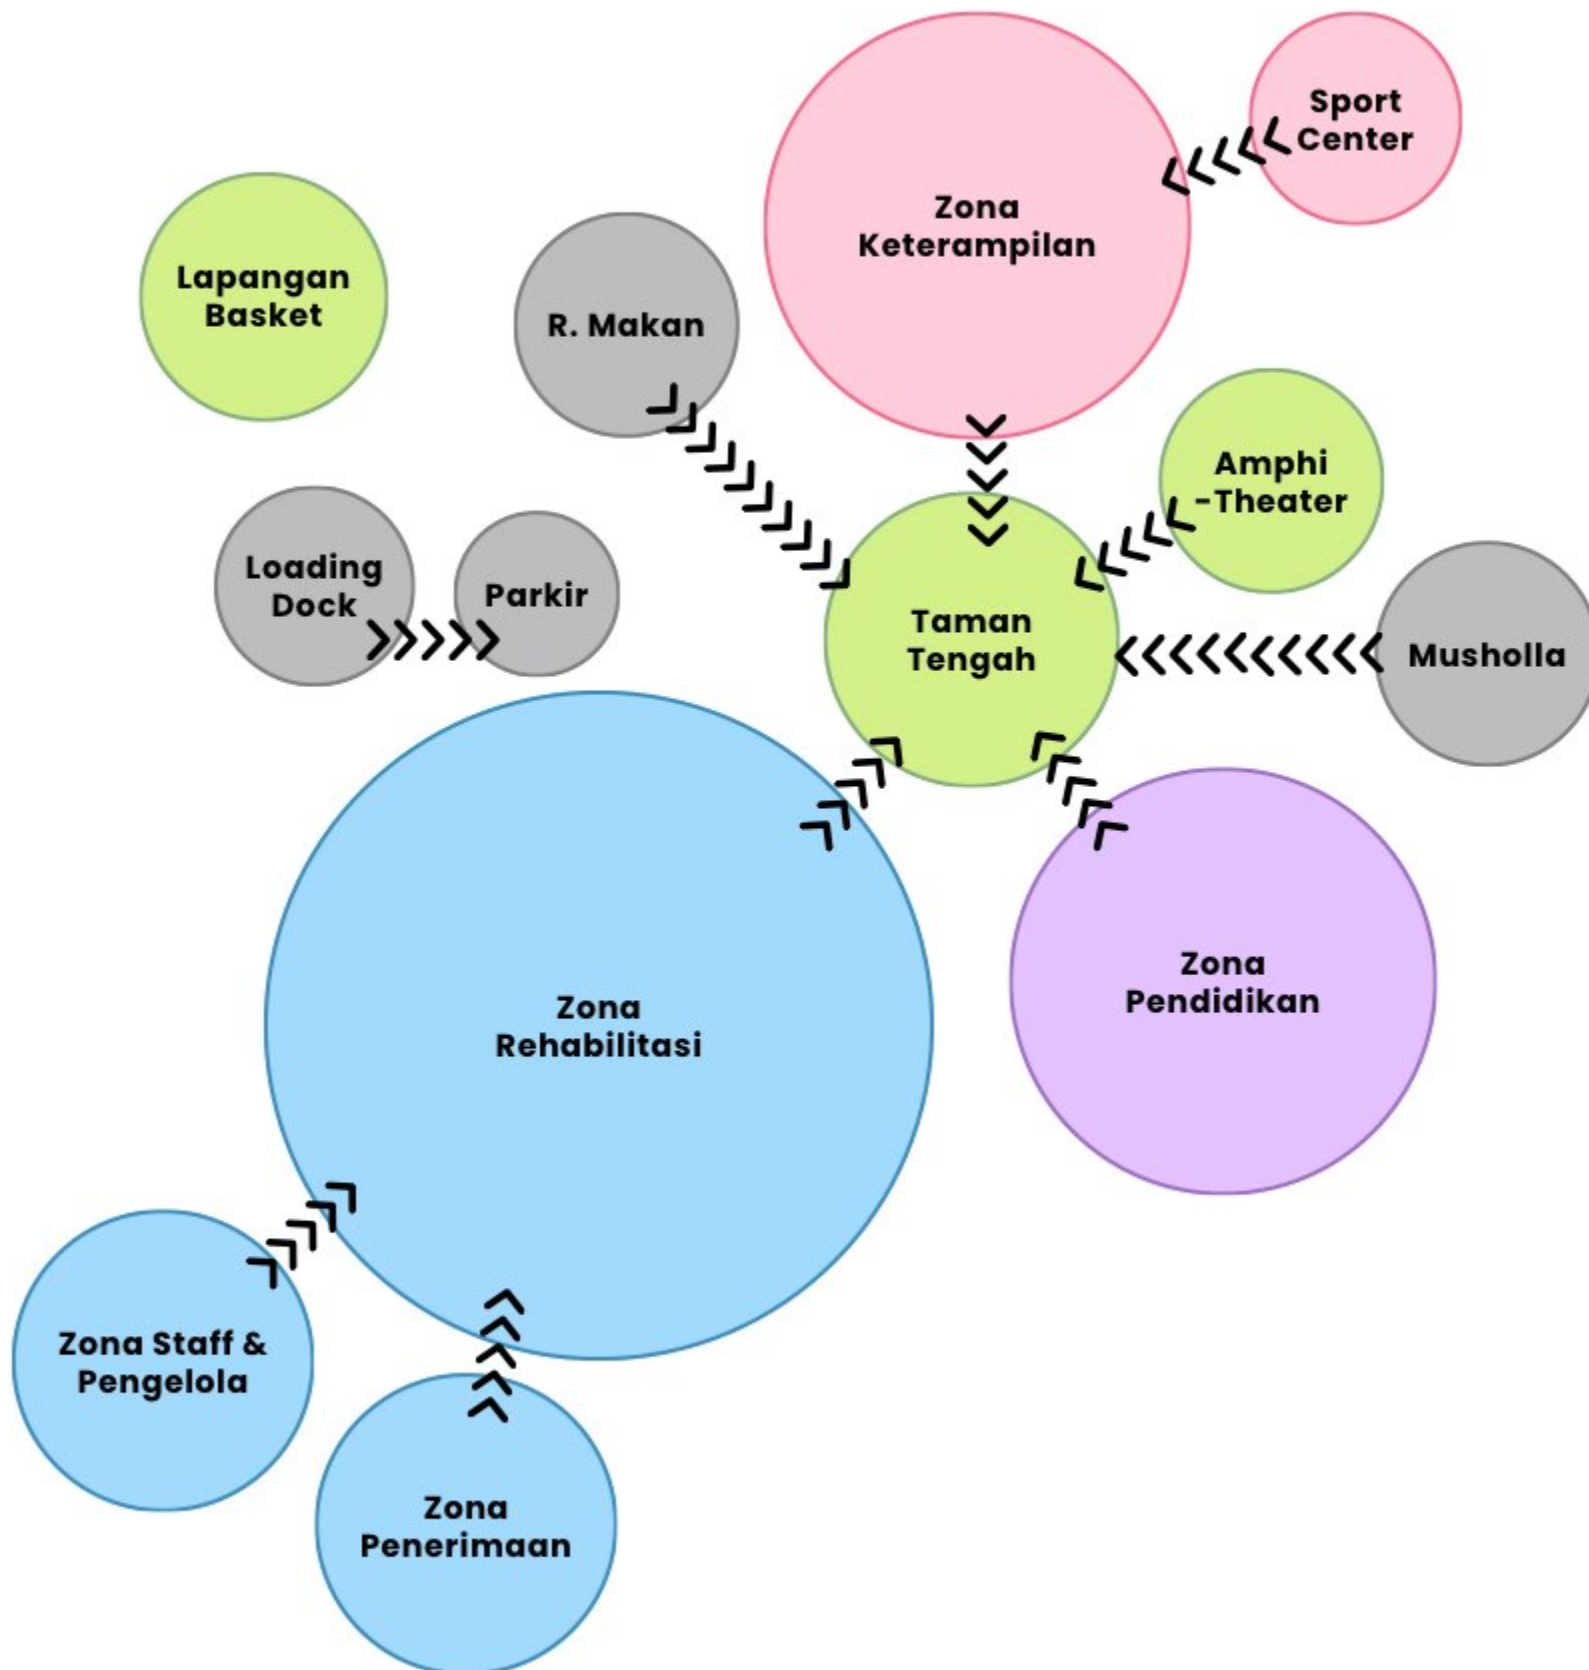 Sport
Center
Zona
Keterampilan
Lapangan
Basket
R. Makan
Amphi
-Theater
Loading
Dock
Parkir
Taman
Tengah
Musholla
Zona
Rehabilitasi
Zona
Pendidikan
Zona Staff &
Pengelola
Zona
Penerimaan